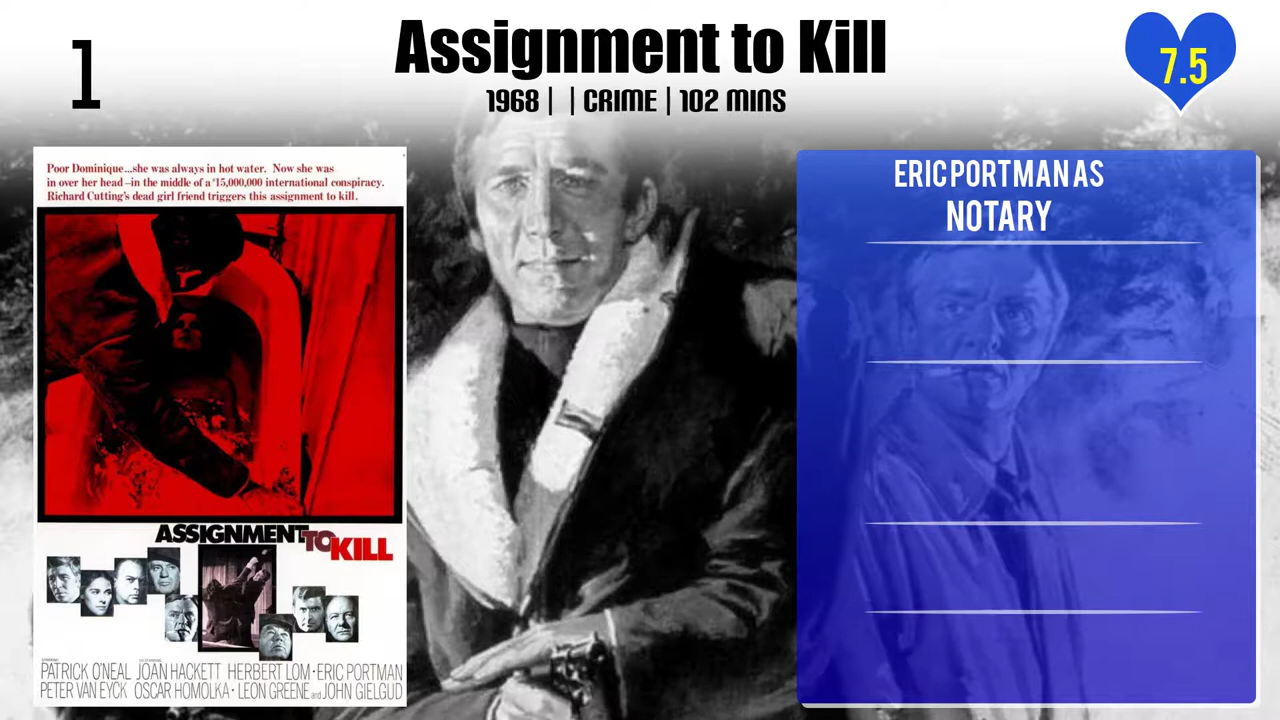 1
Assignment to Kill
1968 | | CRIME | 102 MINS
7.5
Poor Dominique...she was always in hot water. Now she was
in over her head–in the middle of a $15,000,000 international conspiracy.
Richard Cutting's dead girl friend triggers this assignment to kill.
ASSIGNMENT TO KILL
PATRICK O'NEAL JOAN HACKETT HERBERT LOM • ERIC PORTMAN
PETER VAN EYCK OSCAR HOMOLKA • LEON GREENE and JOHN GIELGUD
ERIC PORTMAN AS
NOTARY